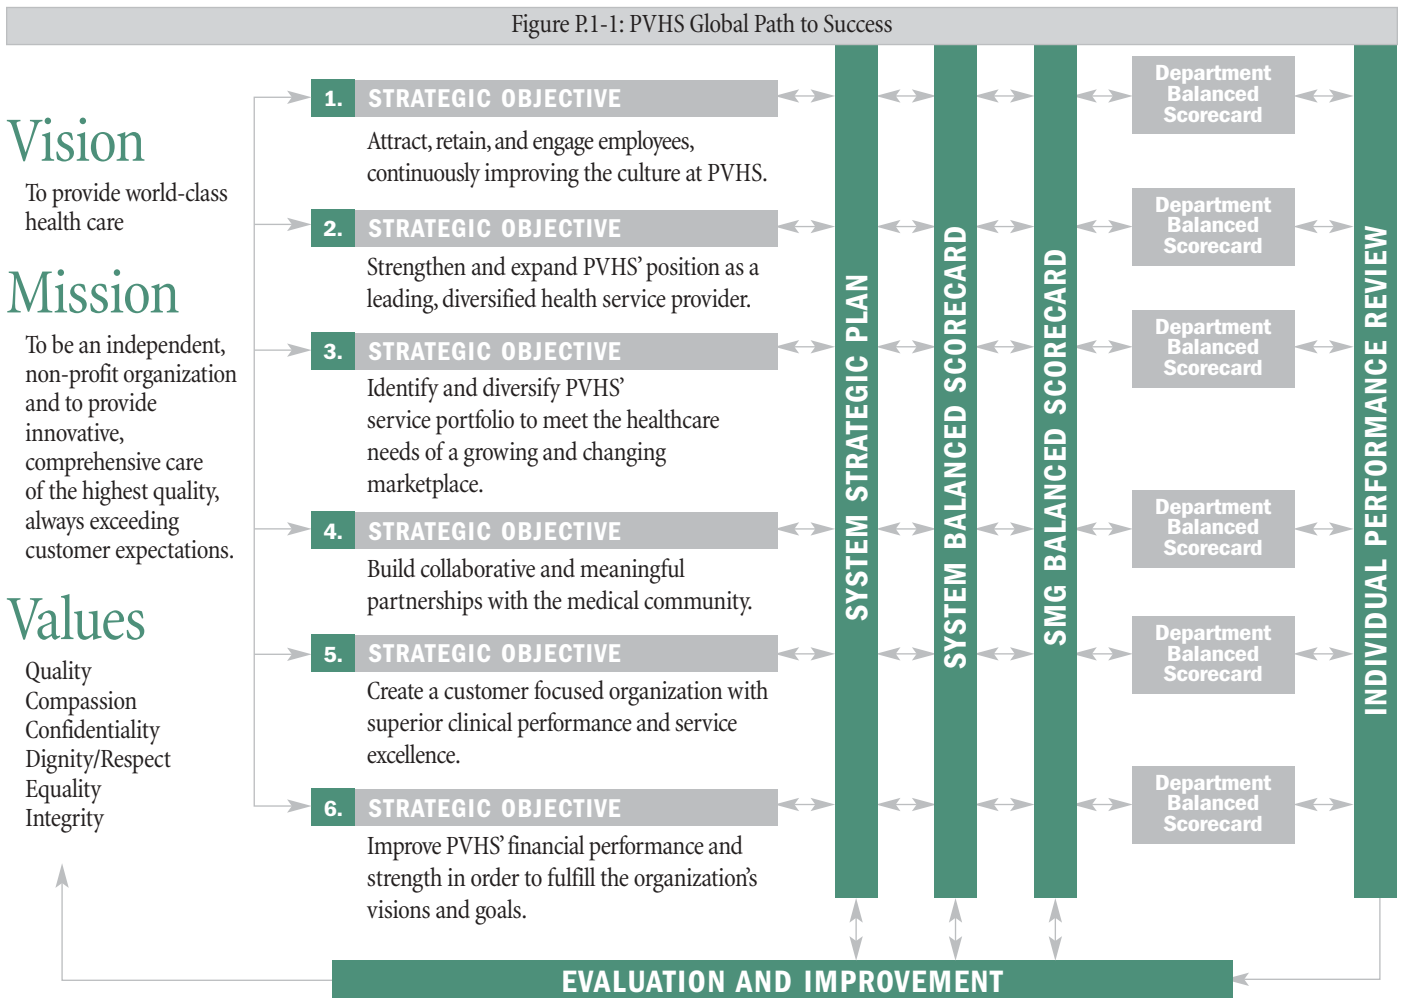 Figure P.1-1: PVHS Global Path to Success
Vision
To provide world-class
health care
Mission
To be an independent,
non-profit organization
and to provide
innovative,
comprehensive care
of the highest quality,
always exceeding
customer expectations.
Values
Quality
Compassion
Confidentiality
Dignity/Respect
Equality
Integrity
1. STRATEGIC OBJECTIVE
Attract, retain, and engage employees,
continuously improving the culture at PVHS.
2. STRATEGIC OBJECTIVE
Strengthen and expand PVHS' position as a
leading, diversified health service provider.
3. STRATEGIC OBJECTIVE
Identify and diversify PVHS'
service portfolio to meet the healthcare
needs of a growing and changing
marketplace.
4. STRATEGIC OBJECTIVE
Build collaborative and meaningful
partnerships with the medical community.
5. STRATEGIC OBJECTIVE
Create a customer focused organization with
superior clinical performance and service
excellence.
6. STRATEGIC OBJECTIVE
Improve PVHS' financial performance and
strength in order to fulfill the organization's
visions and goals.
SYSTEM STRATEGIC PLAN
SYSTEM BALANCED SCORECARD
SMG BALANCED SCORECARD
Department
Balanced
Scorecard
Department
Balanced
Scorecard
Department
Balanced
Scorecard
Department
Balanced
Scorecard
Department
Balanced
Scorecard
Department
Balanced
Scorecard
INDIVIDUAL PERFORMANCE REVIEW
EVALUATION AND IMPROVEMENT